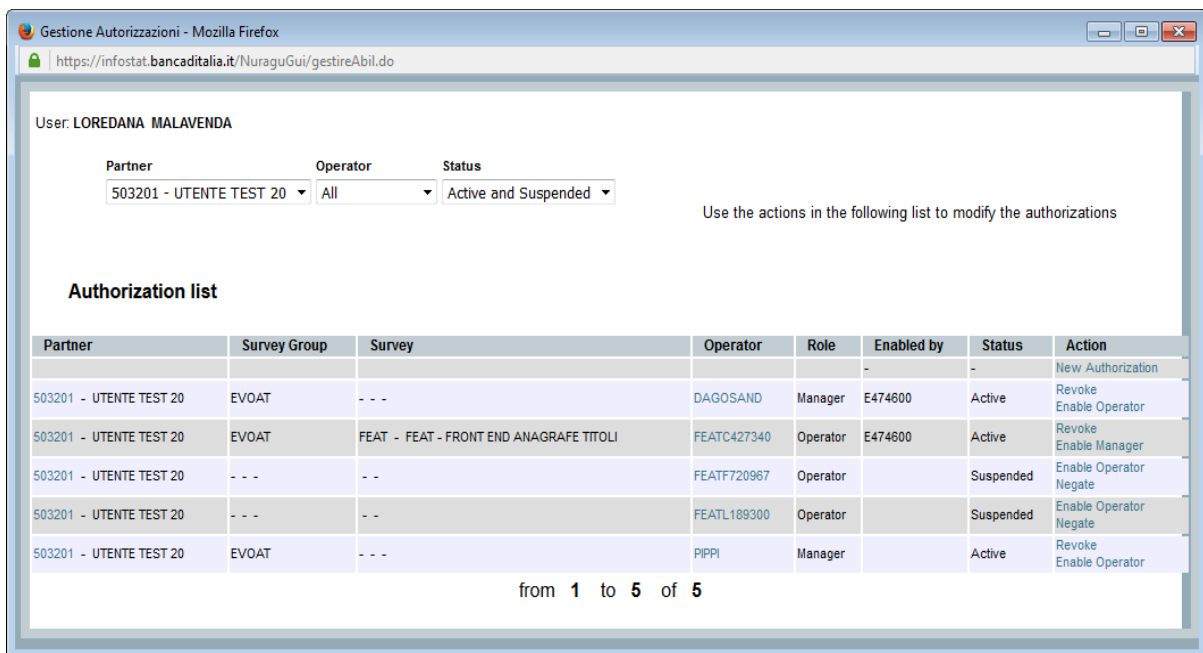 Gestione Autorizzazioni - Mozilla Firefox
https://infostat.bancaditalia.it/NuraguGui/gestireAbil.do
User: LOREDANA MALAVENDA
Partner Operator Status
503201 - UTENTE TEST 20 All Active and Suspended
Use the actions in the following list to modify the authorizations
Authorization list
Partner Survey Group Survey Operator Role Enabled by Status Action
- - New Authorization
503201 - UTENTE TEST 20 EVOAT - - - DAGOSAND Manager E474600 Active Revoke
Enable Operator
503201 - UTENTE TEST 20 EVOAT FEAT - FEAT - FRONT END ANAGRAFE TITOLI FEATC427340 Operator E474600 Active Revoke
Enable Manager
503201 - UTENTE TEST 20 - - - - - FEATF720967 Operator Suspended Enable Operator
Negate
503201 - UTENTE TEST 20 - - - - - FEATL189300 Operator Suspended Enable Operator
Negate
503201 - UTENTE TEST 20 EVOAT - - - PIPPI Manager Active Revoke
Enable Operator
from 1 to 5 of 5